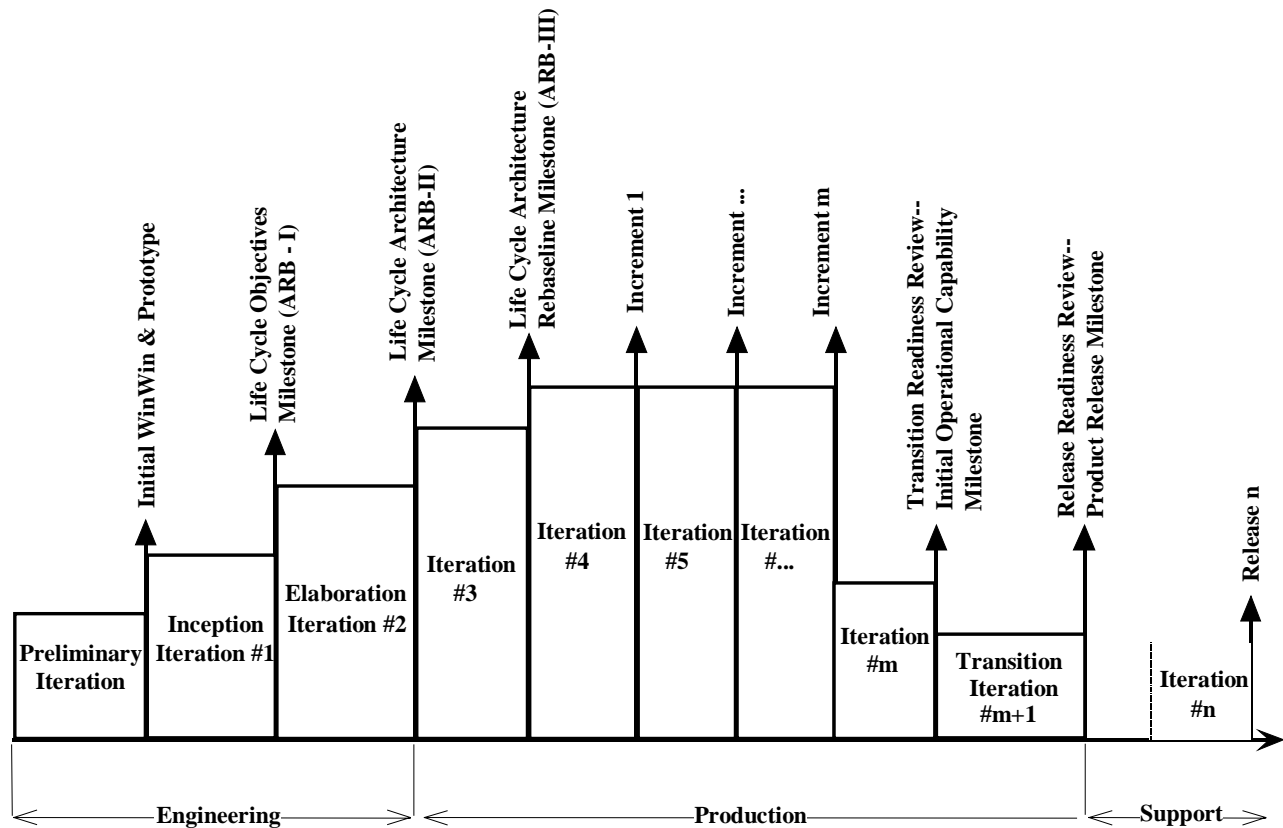 Initial WinWin & Prototype
Life Cycle Objectives
Milestone (ARB - I)
Life Cycle Architecture
Milestone (ARB-II)
Life Cycle Architecture
Rebaseline Milestone (ARB-III)
Increment 1
Increment ...
Increment m
Transition Readiness Review--
Initial Operational Capability
Milestone
Release Readiness Review--
Product Release Milestone
Release n
Preliminary
Iteration
Inception
Iteration #1
Elaboration
Iteration #2
Iteration
#3
Iteration
#4
Iteration
#5
Iteration
#...
Iteration
#m
Transition
Iteration
#m+1
Iteration
#n
Engineering
Production
Support